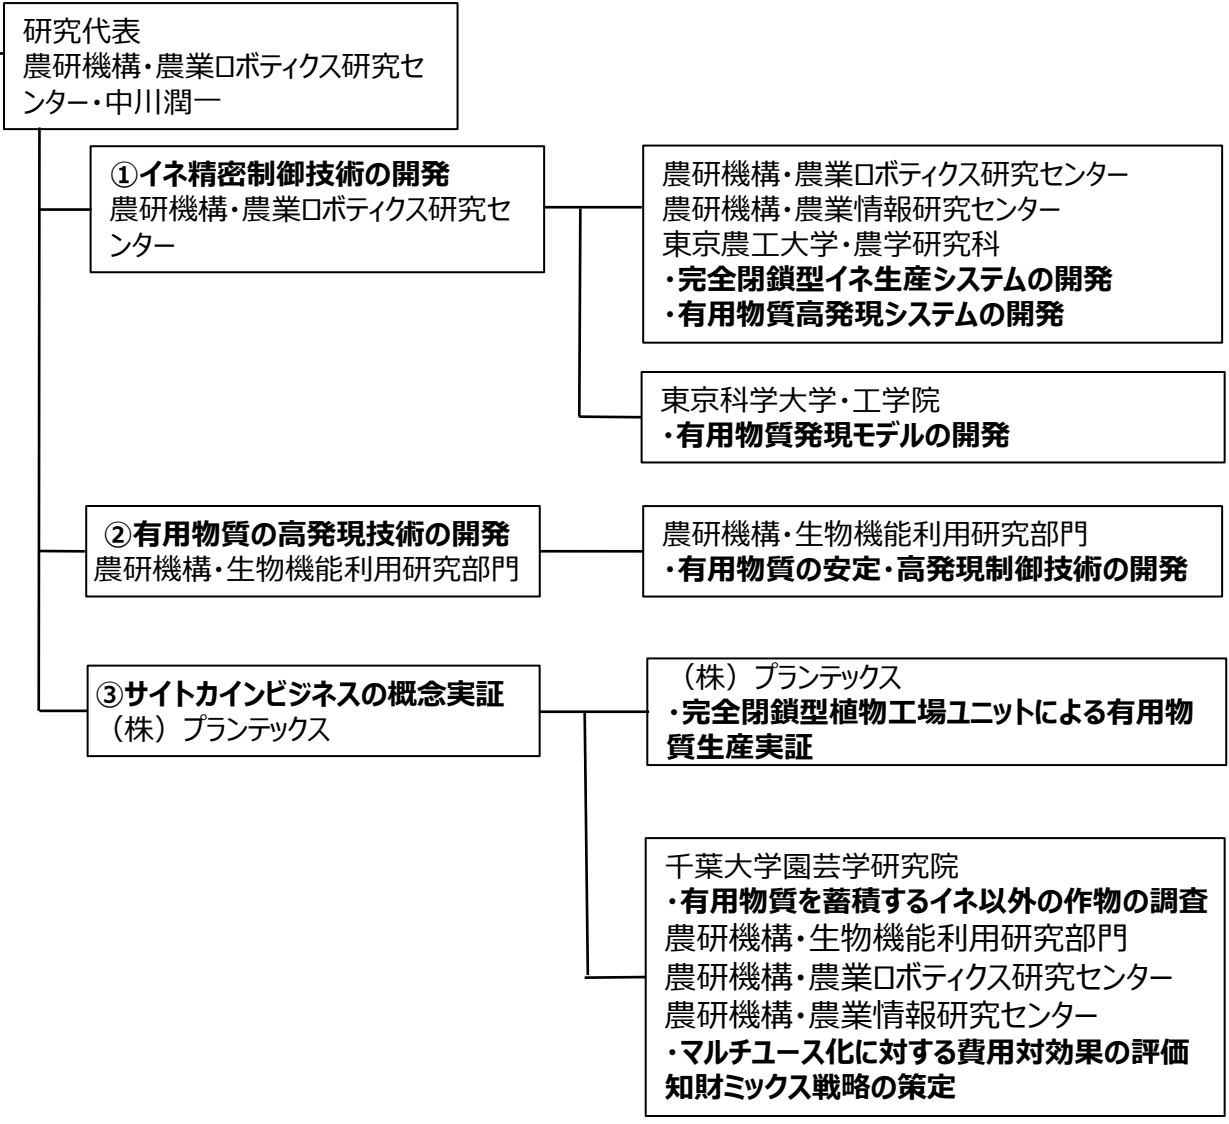 研究代表
農研機構・農業ロボティクス研究セ
ンター・中川潤一
①イネ精密制御技術の開発
農研機構・農業ロボティクス研究セ
ンター
農研機構・農業ロボティクス研究センター
農研機構・農業情報研究センター
東京農工大学・農学研究科
・完全閉鎖型イネ生産システムの開発
・有用物質高発現システムの開発
東京科学大学・工学院
・有用物質発現モデルの開発
②有用物質の高発現技術の開発
農研機構・生物機能利用研究部門
農研機構・生物機能利用研究部門
・有用物質の安定・高発現制御技術の開発
③サイトカインビジネスの概念実証
（株）プランテックス
（株）プランテックス
・完全閉鎖型植物工場ユニットによる有用物
質生産実証
千葉大学園芸学研究院
・有用物質を蓄積するイネ以外の作物の調査
農研機構・生物機能利用研究部門
農研機構・農業ロボティクス研究センター
農研機構・農業情報研究センター
・マルチユース化に対する費用対効果の評価
知財ミックス戦略の策定